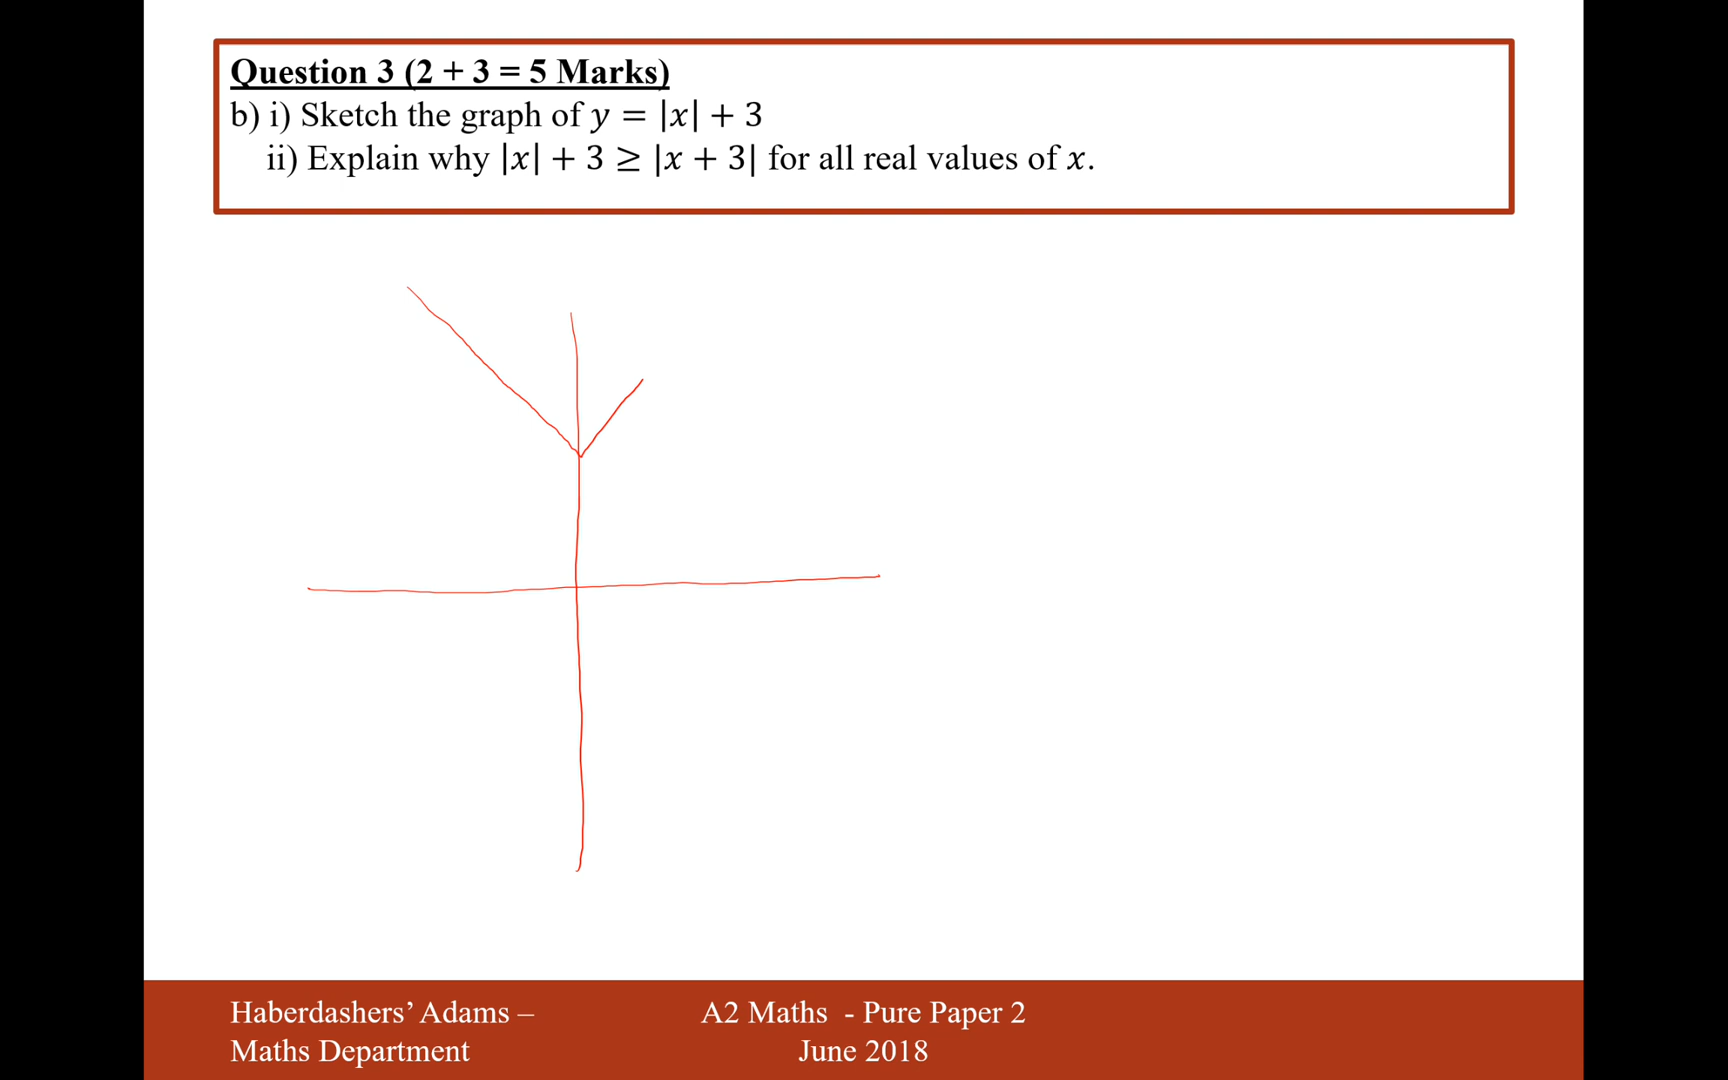 Question 3 (2 + 3 = 5 Marks)
b) i) Sketch the graph of y = |x| + 3
ii) Explain why |x| + 3 ≥ |x + 3| for all real values of x.
Haberdashers’ Adams –
Maths Department
A2 Maths - Pure Paper 2
June 2018